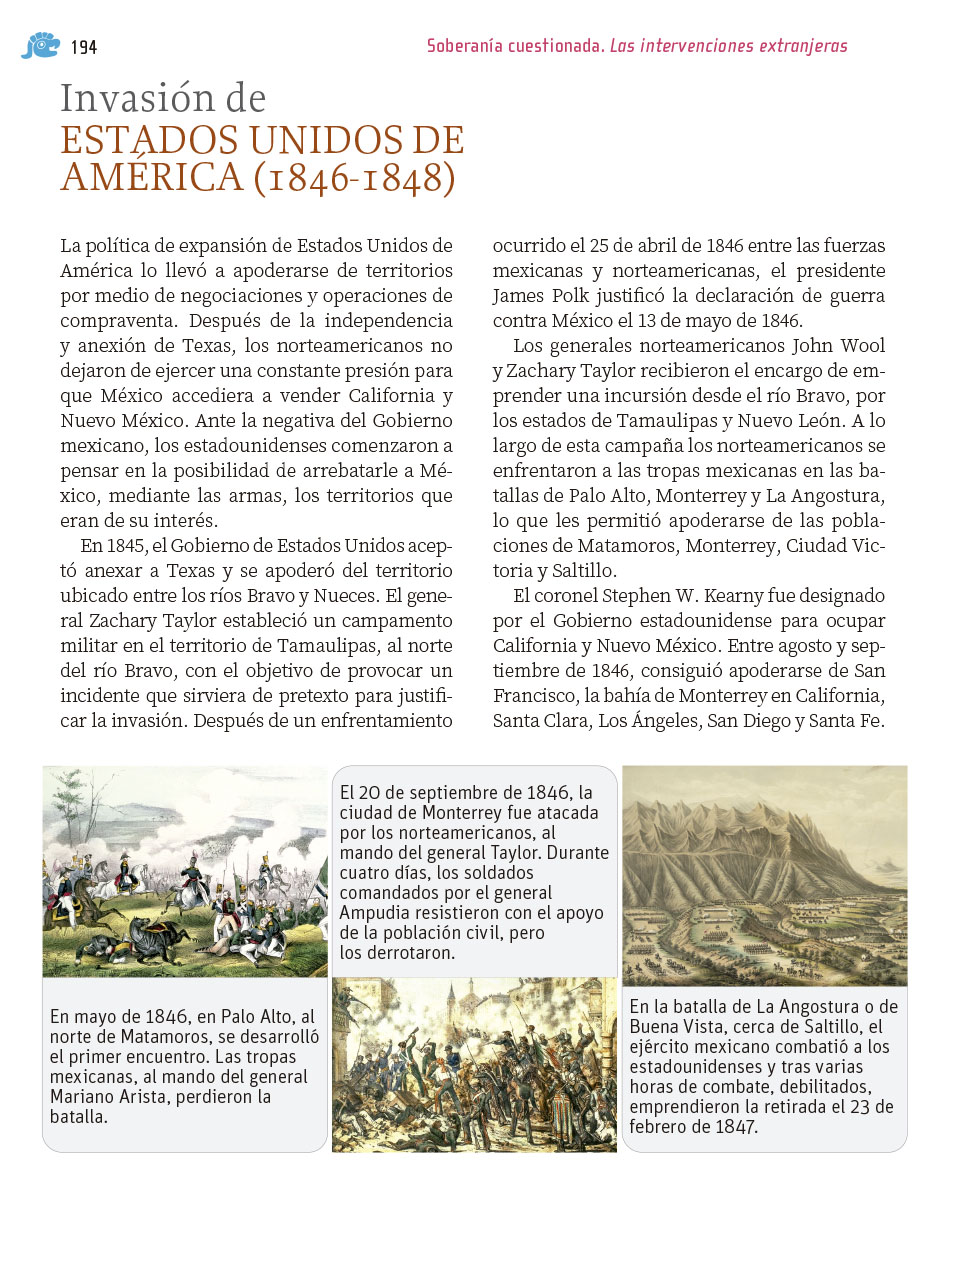 194
Soberanía cuestionada. Las intervenciones extranjeras
Invasión de
ESTADOS UNIDOS DE
AMÉRICA (1846-1848)
La política de expansión de Estados Unidos de
América lo llevó a apoderarse de territorios
por medio de negociaciones y operaciones de
compraventa. Después de la independencia
y anexión de Texas, los norteamericanos no
dejaron de ejercer una constante presión para
que México accediera a vender California y
Nuevo México. Ante la negativa del Gobierno
mexicano, los estadounidenses comenzaron a
pensar en la posibilidad de arrebatarle a Mé-
xico, mediante las armas, los territorios que
eran de su interés.
En 1845, el Gobierno de Estados Unidos acep-
tó anexar a Texas y se apoderó del territorio
ubicado entre los ríos Bravo y Nueces. El gene-
ral Zachary Taylor estableció un campamento
militar en el territorio de Tamaulipas, al norte
del río Bravo, con el objetivo de provocar un
incidente que sirviera de pretexto para justifi-
car la invasión. Después de un enfrentamiento
ocurrido el 25 de abril de 1846 entre las fuerzas
mexicanas y norteamericanas, el presidente
James Polk justificó la declaración de guerra
contra México el 13 de mayo de 1846.
Los generales norteamericanos John Wool
y Zachary Taylor recibieron el encargo de em-
prender una incursión desde el río Bravo, por
los estados de Tamaulipas y Nuevo León. A lo
largo de esta campaña los norteamericanos se
enfrentaron a las tropas mexicanas en las ba-
tallas de Palo Alto, Monterrey y La Angostura,
lo que les permitió apoderarse de las pobla-
ciones de Matamoros, Monterrey, Ciudad Vic-
toria y Saltillo.
El coronel Stephen W. Kearny fue designado
por el Gobierno estadounidense para ocupar
California y Nuevo México. Entre agosto y sep-
tiembre de 1846, consiguió apoderarse de San
Francisco, la bahía de Monterrey en California,
Santa Clara, Los Ángeles, San Diego y Santa Fe.
En mayo de 1846, en Palo Alto, al
norte de Matamoros, se desarrolló
el primer encuentro. Las tropas
mexicanas, al mando del general
Mariano Arista, perdieron la
batalla.
El 20 de septiembre de 1846, la
ciudad de Monterrey fue atacada
por los norteamericanos, al
mando del general Taylor. Durante
cuatro días, los soldados
comandados por el general
Ampudia resistieron con el apoyo
de la población civil, pero
los derrotaron.
En la batalla de La Angostura o de
Buena Vista, cerca de Saltillo, el
ejército mexicano combatió a los
estadounidenses y tras varias
horas de combate, debilitados,
emprendieron la retirada el 23 de
febrero de 1847.